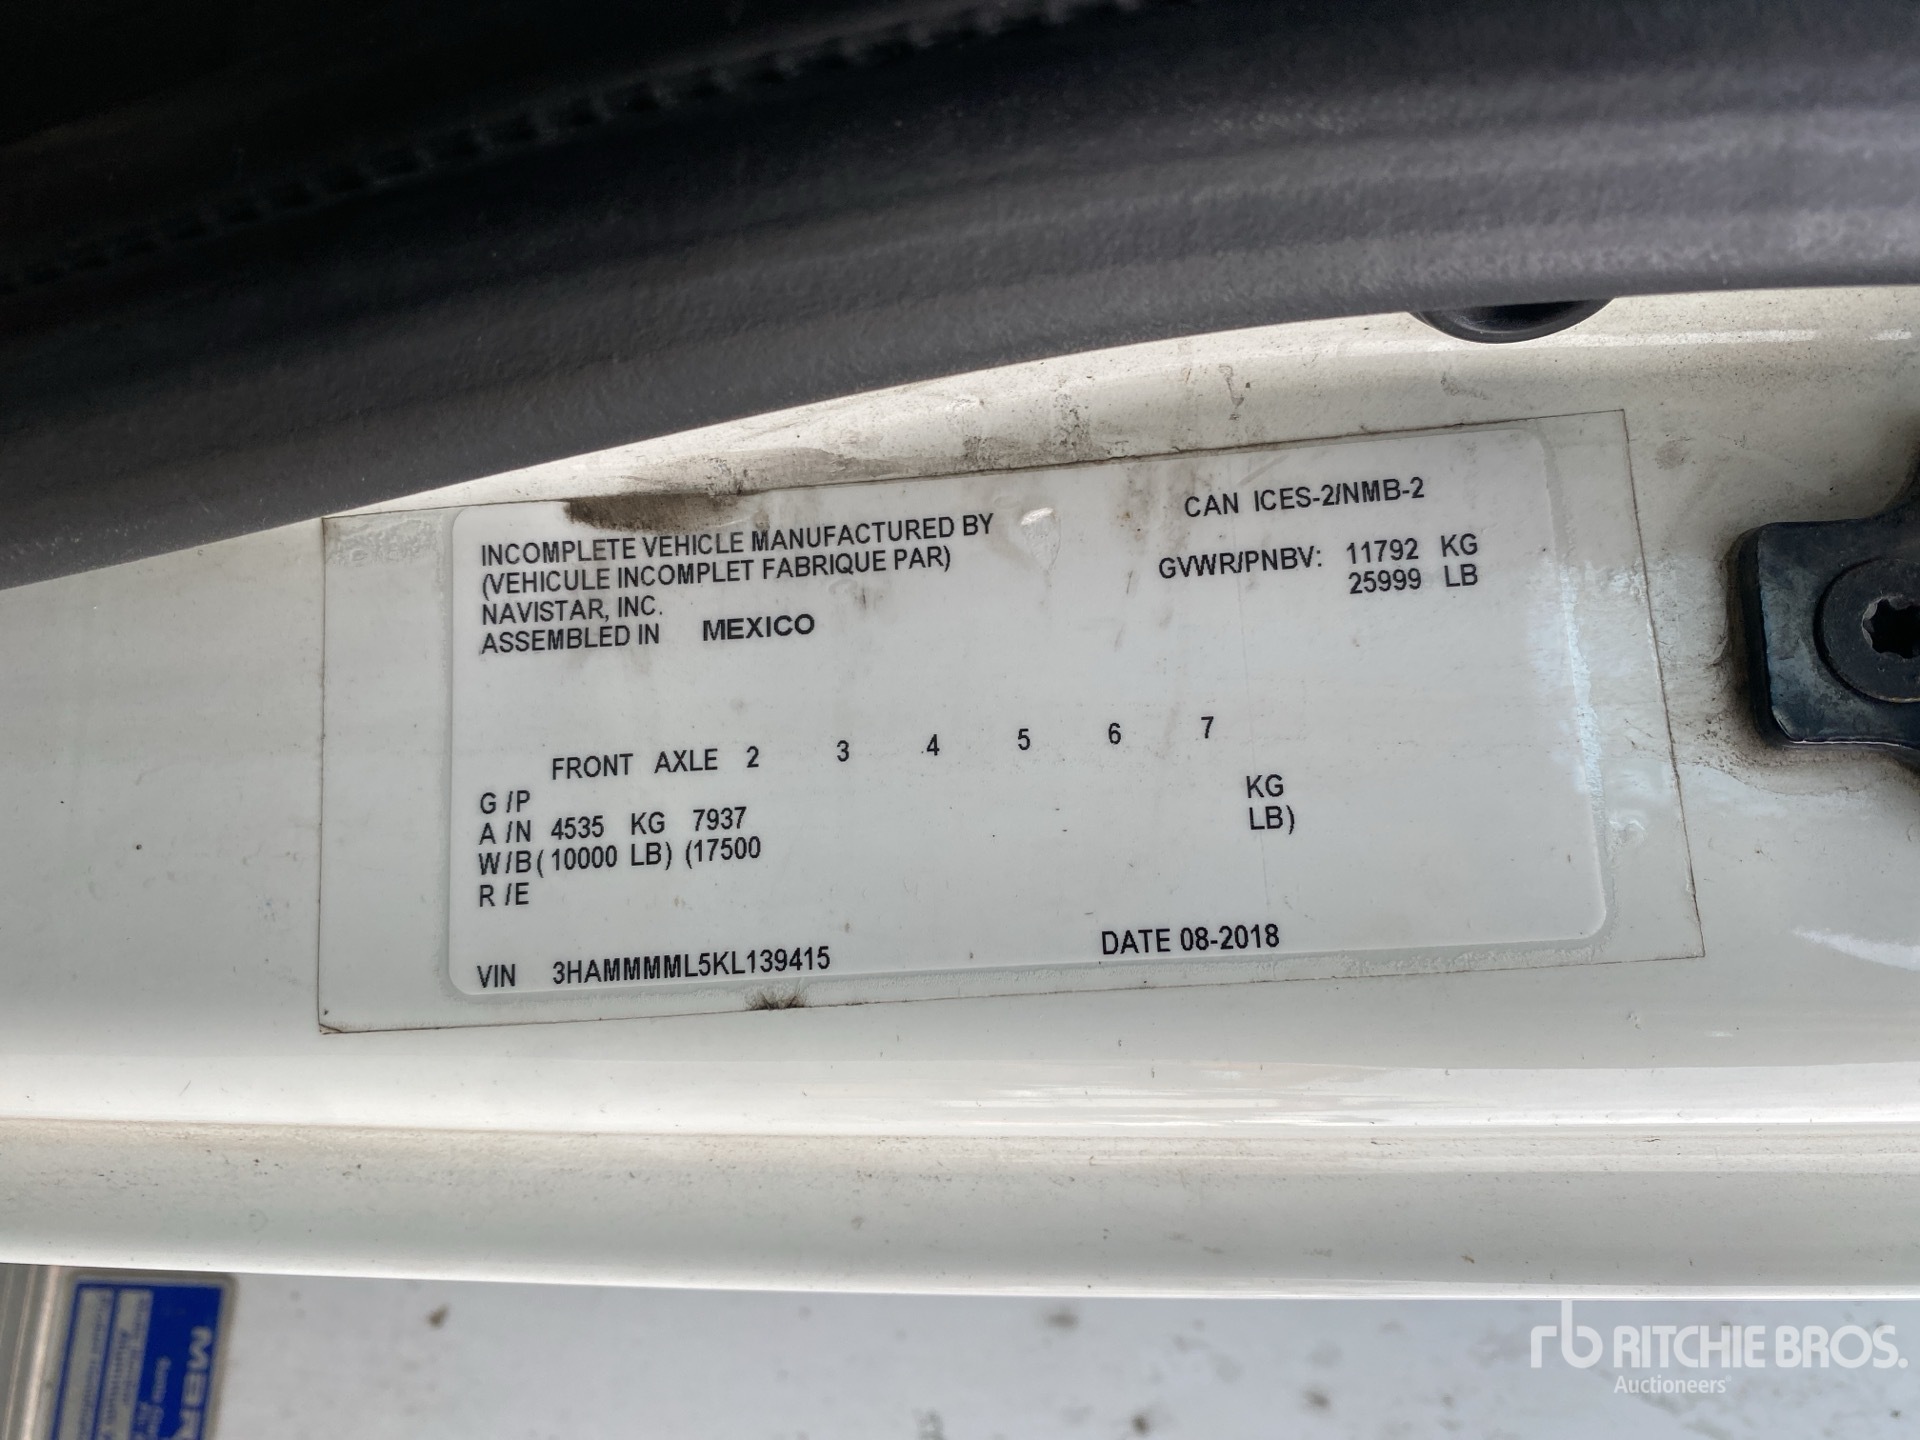 INCOMPLETE VEHICLE MANUFACTURED BY
(VEHICULE INCOMPLET FABRIQUE PAR)
NAVISTAR, INC.
ASSEMBLED IN MEXICO
CAN ICES-2/NMB-2
GVWR/PNBV: 11792 KG
25999 LB
FRONT AXLE 2 3 4 5 6 7
G /P
A /N 4535 KG 7937 KG
W/B (10000 LB) (17500 LB)
R /E
VIN 3HAMMMML5KL139415
DATE 08-2018
rb RITCHIE BROS.
Auctioneers